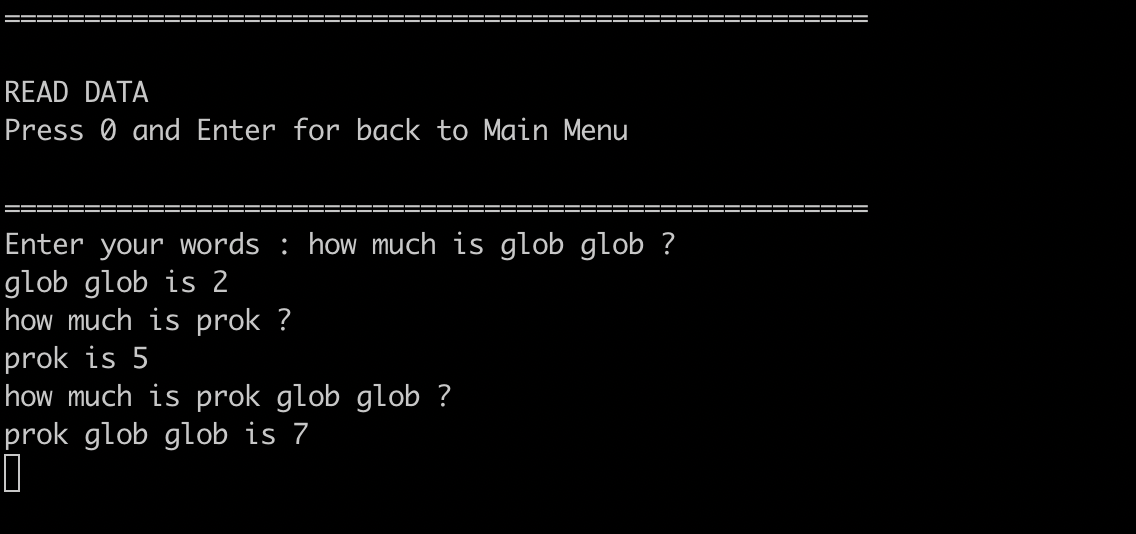 ======================================================
READ DATA
Press 0 and Enter for back to Main Menu
======================================================
Enter your words : how much is glob glob ?
glob glob is 2
how much is prok ?
prok is 5
how much is prok glob glob ?
prok glob glob is 7